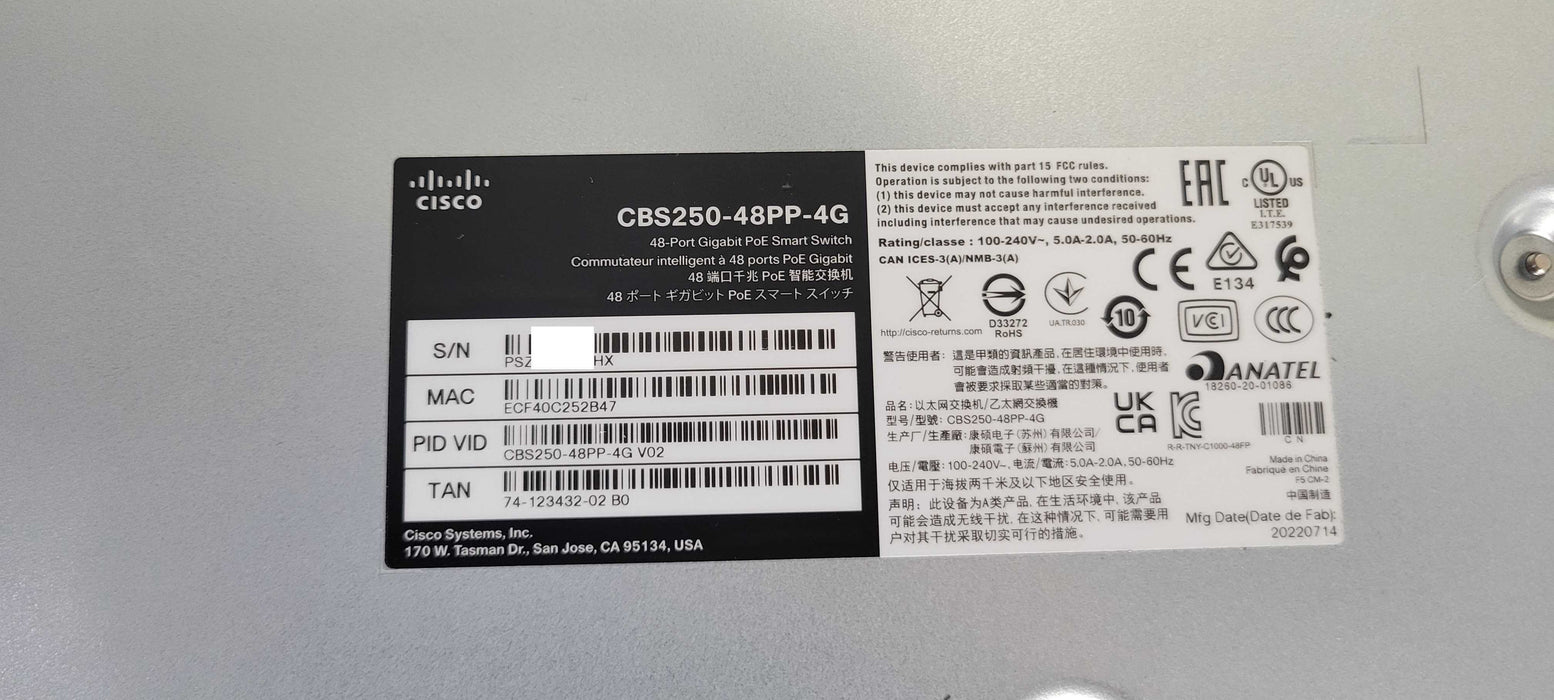 CISCO
CBS250-48PP-4G
48-Port Gigabit PoE Smart Switch
Commutateur intelligent à 48 ports PoE Gigabit
48 端口千兆 PoE 智能交换机
48 ポート ギガビット PoE スマート スイッチ
S/N
PSZ HX
MAC
ECF40C252B47
PID VID
CBS250-48PP-4G V02
TAN
74-123432-02 B0
Cisco Systems, Inc.
170 W. Tasman Dr., San Jose, CA 95134, USA
This device complies with part 15 FCC rules.
Operation is subject to the following two conditions:
(1) this device may not cause harmful interference.
(2) this device must accept any interference received
including interference that may cause undesired operations.
EAC
C UL US
LISTED
I.T.E.
E317539
Rating/classe : 100-240V~, 5.0A-2.0A, 50-60Hz
CAN ICES-3(A)/NMB-3(A)
CE
E134
http://cisco-returns.com
D33272
RoHS
UA.TR.030
10
VCI
CCC
警告使用者: 這是甲類的資訊產品, 在居住環境中使用時,
可能會造成射頻干擾, 在這種情況下, 使用者
會被要求採取某些適當的對策。
ANATEL
18260-20-01086
品名: 以太网交换机/乙太網交換機
型号/型號: CBS250-48PP-4G
生产厂/生產廠: 康硕电子(苏州)有限公司/
康碩電子(蘇州)有限公司
UK
CA
R-R-TNY-C1000-48FP
C N
电压/電壓: 100-240V~, 电流/電流: 5.0A-2.0A, 50-60Hz
仅适用于海拔两千米及以下地区安全使用。
声明: 此设备为A类产品, 在生活环境中, 该产品
可能会造成无线干扰, 在这种情况下, 可能需要用
户对其干扰采取切实可行的措施。
Made in China
Fabriqué en Chine
F5 CM-2
中国制造
Mfg Date(Date de Fab):
20220714